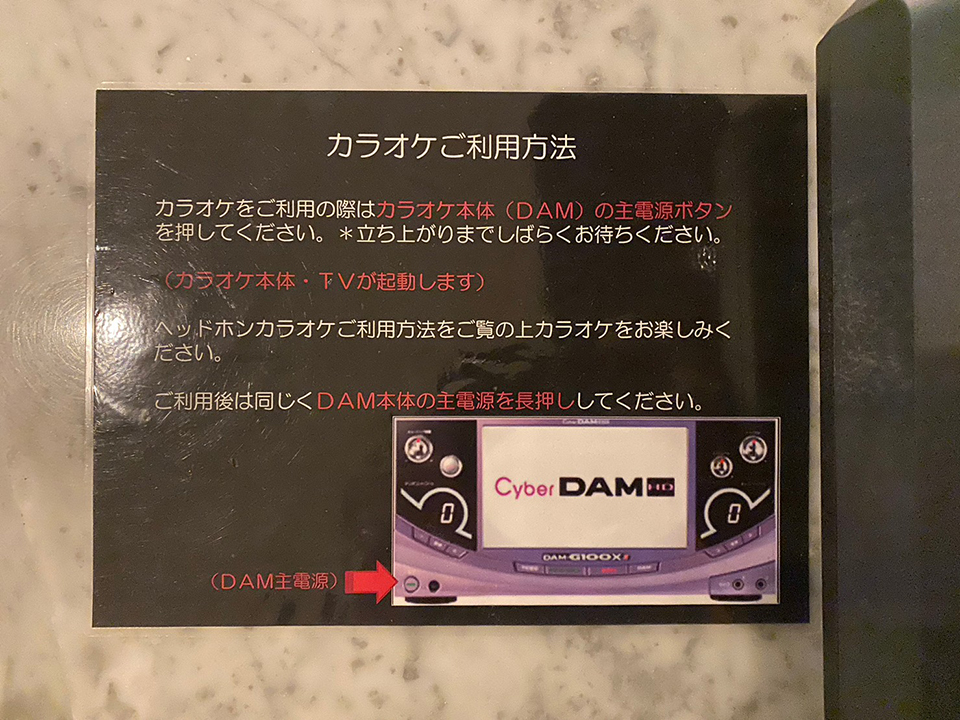 カラオケご利用方法
カラオケをご利用の際はカラオケ本体（ＤＡＭ）の主電源ボタン
を押してください。＊立ち上がりまでしばらくお待ちください。
（カラオケ本体・ＴＶが起動します）
ヘッドホンカラオケご利用方法をご覧の上カラオケをお楽しみく
ださい。
ご利用後は同じくＤＡＭ本体の主電源を長押ししてください。
Cyber DAM HD
0
0
DAM-G100X
（ＤＡＭ主電源）